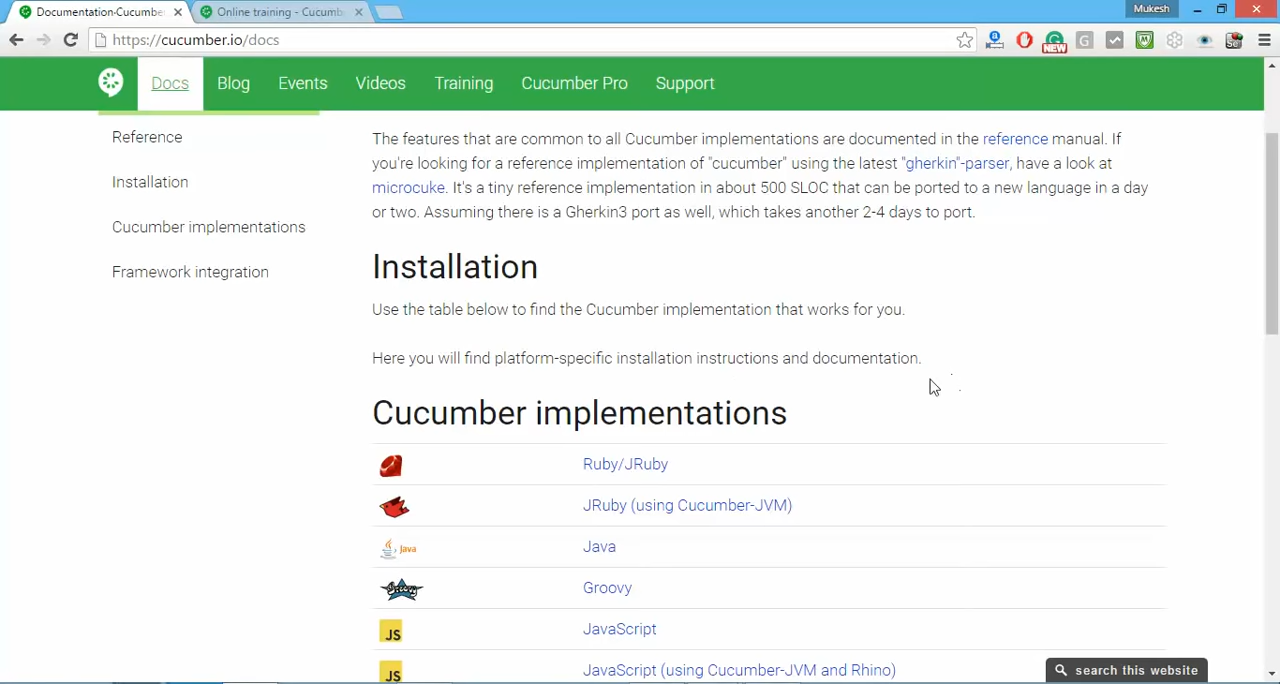 Documentation-Cucumbe
Online training - Cucumb
Mukesh
https://cucumber.io/docs
NEW
Docs
Blog
Events
Videos
Training
Cucumber Pro
Support
Reference
Installation
Cucumber implementations
Framework integration
The features that are common to all Cucumber implementations are documented in the reference manual. If
you're looking for a reference implementation of "cucumber" using the latest "gherkin"-parser, have a look at
microcuke. It's a tiny reference implementation in about 500 SLOC that can be ported to a new language in a day
or two. Assuming there is a Gherkin3 port as well, which takes another 2-4 days to port.
Installation
Use the table below to find the Cucumber implementation that works for you.
Here you will find platform-specific installation instructions and documentation.
Cucumber implementations
Ruby/JRuby
JRuby (using Cucumber-JVM)
Java Java
Groovy Groovy
JS JavaScript
JS JavaScript (using Cucumber-JVM and Rhino)
search this website